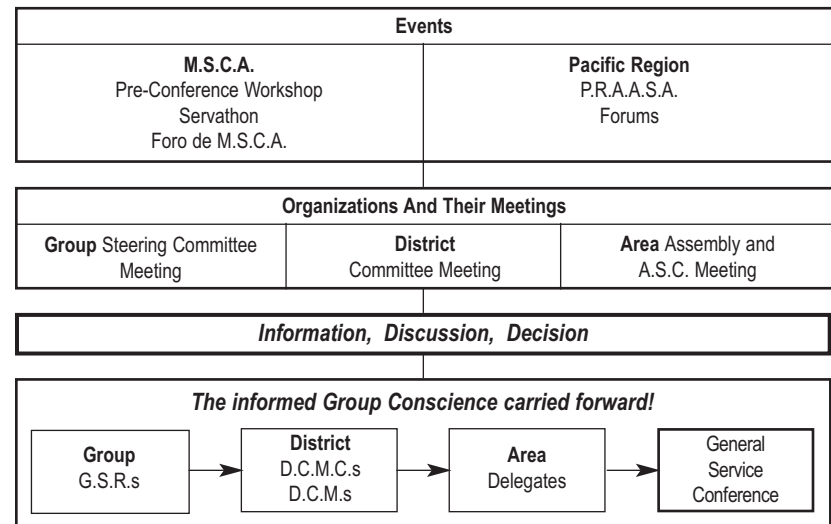 Events
M.S.C.A.
Pre-Conference Workshop
Servathon
Foro de M.S.C.A.
Pacific Region
P.R.A.A.S.A.
Forums
Organizations And Their Meetings
Group Steering Committee
Meeting
District
Committee Meeting
Area Assembly and
A.S.C. Meeting
Information, Discussion, Decision
The informed Group Conscience carried forward!
Group
G.S.R.s
District
D.C.M.C.s
D.C.M.s
Area
Delegates
General
Service
Conference